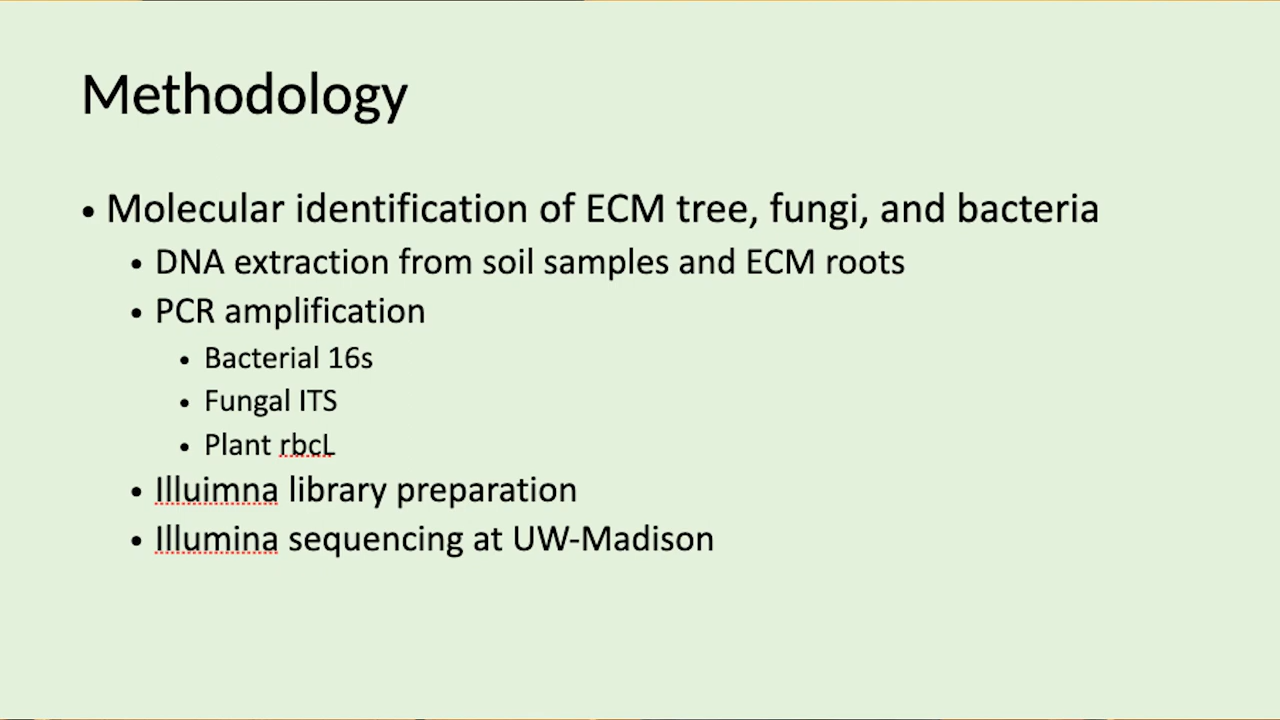 Methodology
• Molecular identification of ECM tree, fungi, and bacteria
• DNA extraction from soil samples and ECM roots
• PCR amplification
• Bacterial 16s
• Fungal ITS
• Plant rbcL
• Illuimna library preparation
• Illumina sequencing at UW-Madison